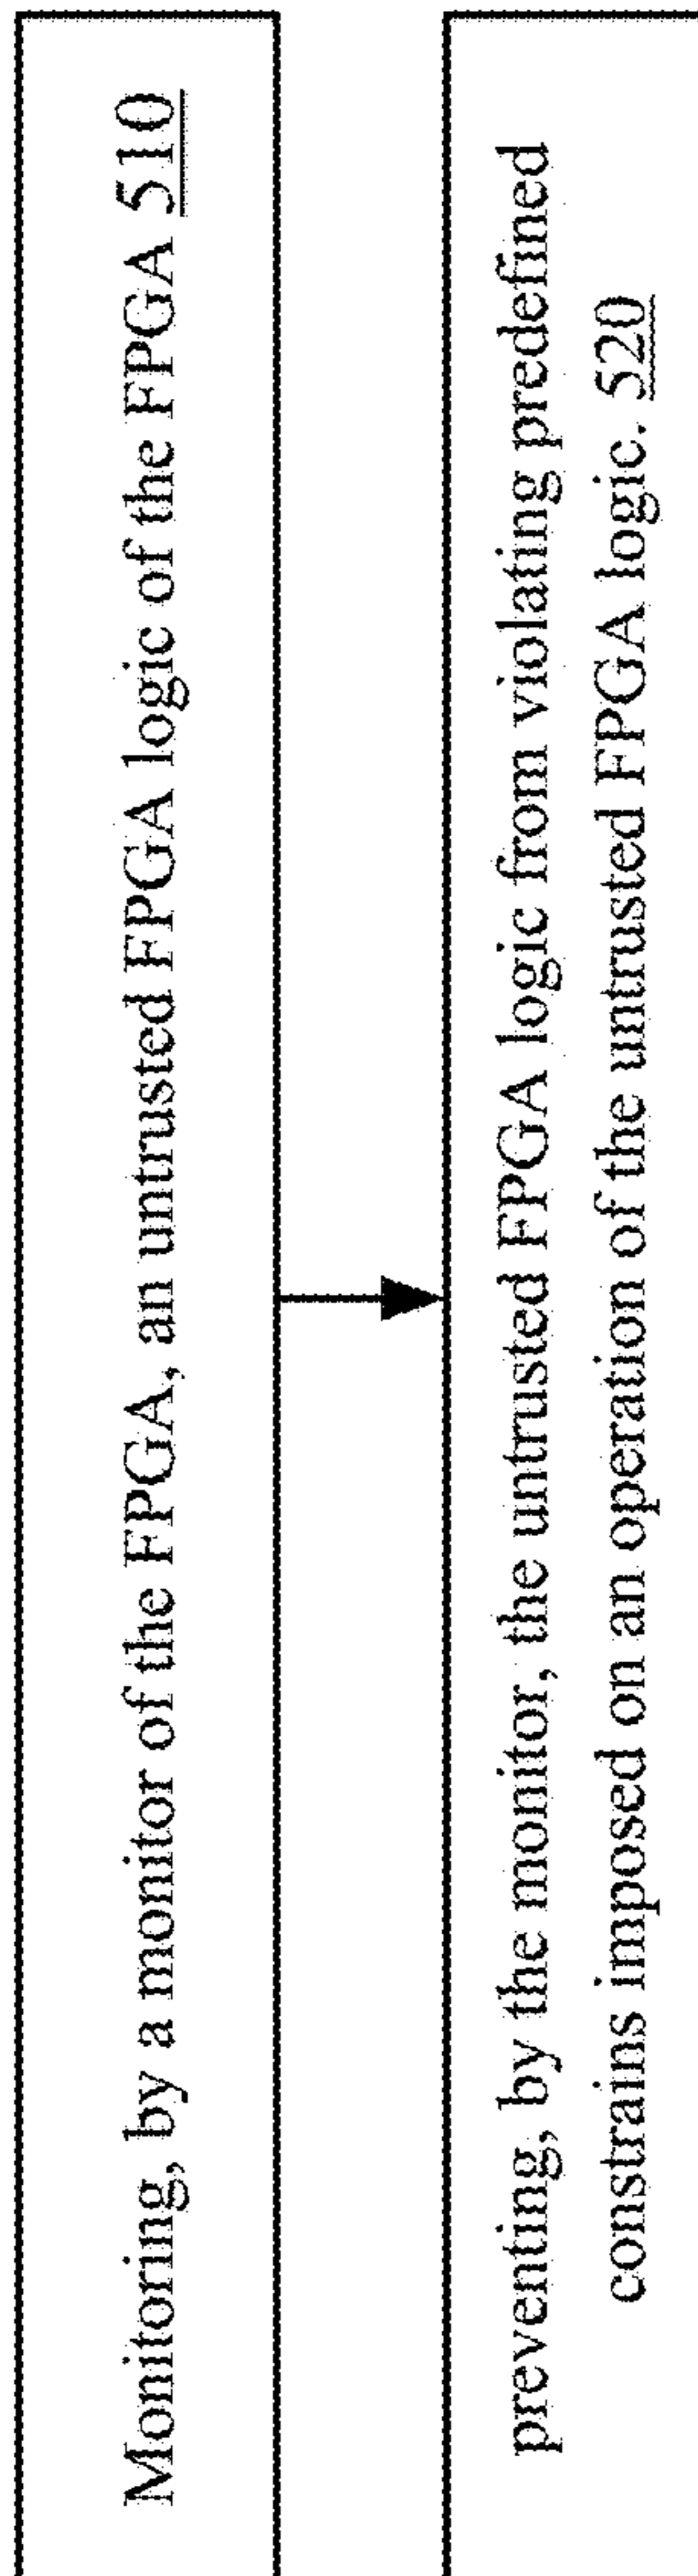 Monitoring, by a monitor of the FPGA, an untrusted FPGA logic of the FPGA 510
preventing, by the monitor, the untrusted FPGA logic from violating predefined
constrains imposed on an operation of the untrusted FPGA logic. 520